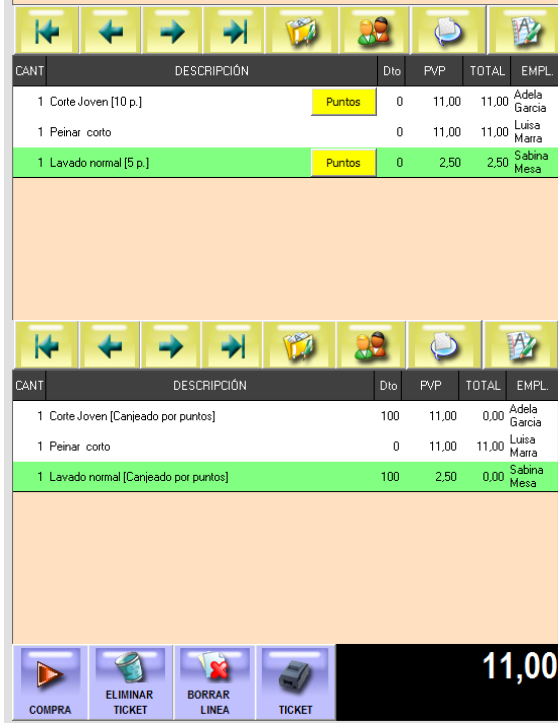 CANT DESCRIPCIÓN Dto PVP TOTAL EMPL.
1 Corte Joven [10 p.] Puntos 0 11,00 11,00 Adela Garcia
1 Peinar corto 0 11,00 11,00 Luisa Marra
1 Lavado normal [5 p.] Puntos 0 2,50 2,50 Sabina Mesa
CANT DESCRIPCIÓN Dto PVP TOTAL EMPL.
1 Corte Joven [Canjeado por puntos] 100 11,00 0,00 Adela Garcia
1 Peinar corto 0 11,00 11,00 Luisa Marra
1 Lavado normal [Canjeado por puntos] 100 2,50 0,00 Sabina Mesa
11,00
COMPRA
ELIMINAR TICKET
BORRAR LINEA
TICKET